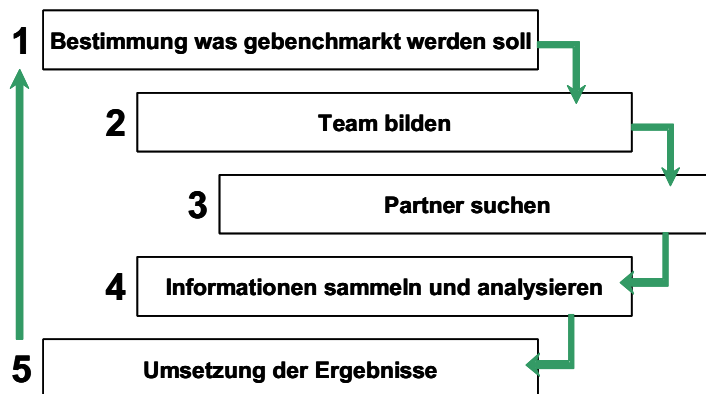 1 Bestimmung was gebenchmarkt werden soll
2 Team bilden
3 Partner suchen
4 Informationen sammeln und analysieren
5 Umsetzung der Ergebnisse